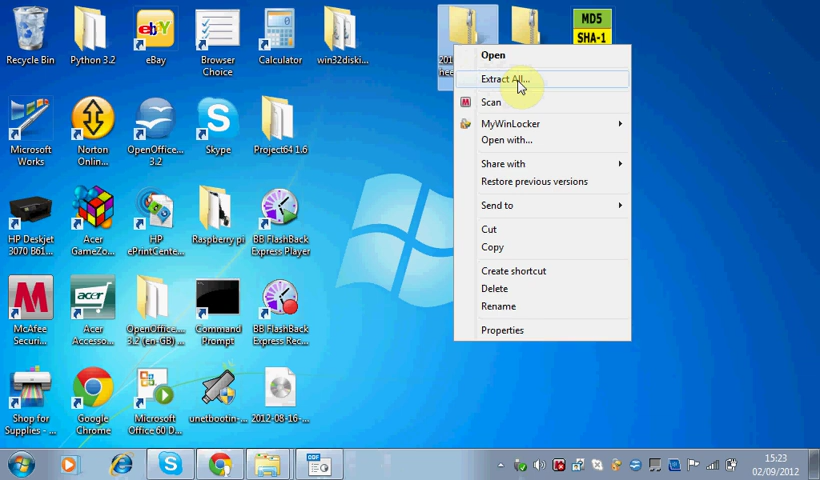 Recycle Bin
Python 3.2
eBay
Browser
Choice
Calculator
win32diski...
MD5
SHA-1
Open
Extract All...
Scan
MyWinLocker
Open with...
Share with
Restore previous versions
Send to
Cut
Copy
Create shortcut
Delete
Rename
Properties
Microsoft
Works
Norton
Onlin...
OpenOffice...
3.2
Skype
Project64 1.6
HP Deskjet
3070 B61...
Acer
GameZo...
HP
ePrintCente...
Raspberry pi
BB FlashBack
Express Player
McAfee
Securi...
Acer
Accesso...
OpenOffice....
3.2 (en-GB) ...
Command
Prompt
BB FlashBack
Express Rec...
Shop for
Supplies - ...
Google
Chrome
Microsoft
Office 60 D...
unetbootin-...
2012-08-16-...
15:23
02/09/2012